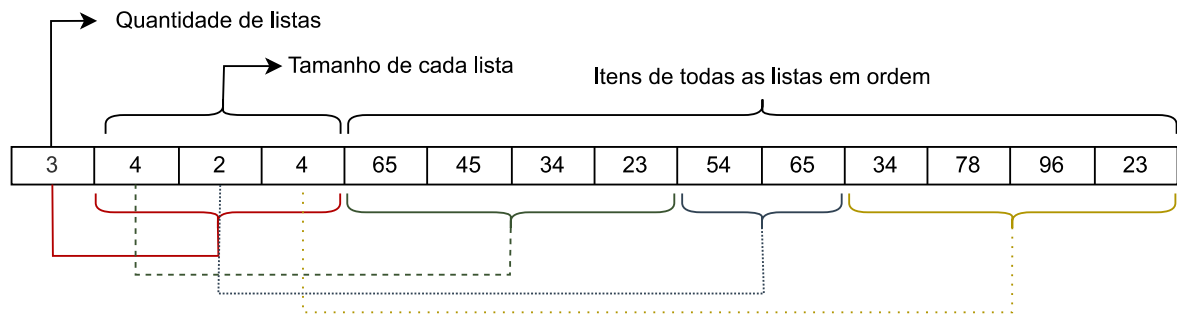 Quantidade de listas
Tamanho de cada lista
Itens de todas as listas em ordem
3 4 2 4 65 45 34 23 54 65 34 78 96 23